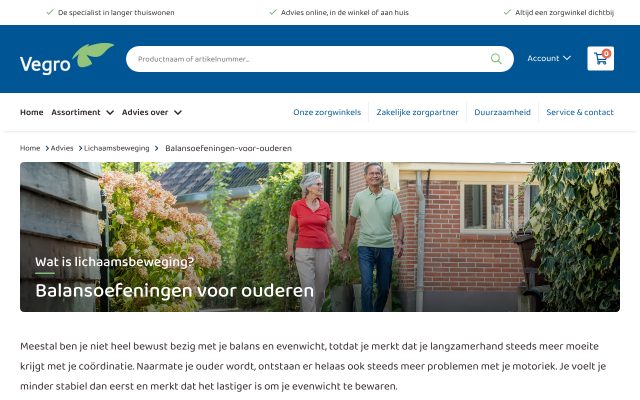 De specialist in langer thuiswonen
Advies online, in de winkel of aan huis
Altijd een zorgwinkel dichtbij
Vegro
Productnaam of artikelnummer...
Account
0
Home
Assortiment
Advies over
Onze zorgwinkels
Zakelijke zorgpartner
Duurzaamheid
Service & contact
Home
Advies
Lichaamsbeweging
Balansoefeningen-voor-ouderen
Wat is lichaamsbeweging?
Balansoefeningen voor ouderen
Meestal ben je niet heel bewust bezig met je balans en evenwicht, totdat je merkt dat je langzamerhand steeds meer moeite
krijgt met je coördinatie. Naarmate je ouder wordt, ontstaan er helaas ook steeds meer problemen met je motoriek. Je voelt je
minder stabiel dan eerst en merkt dat het lastiger is om je evenwicht te bewaren.